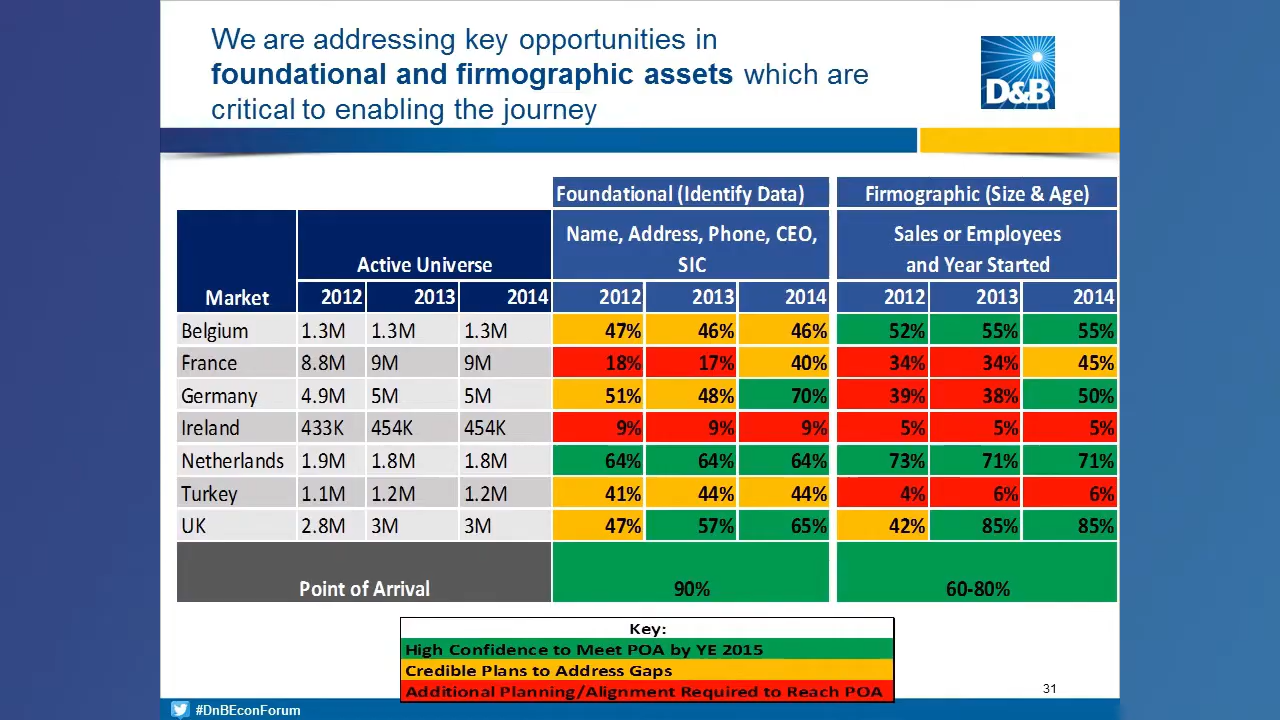 We are addressing key opportunities in
foundational and firmographic assets which are
critical to enabling the journey
D&B
Foundational (Identify Data) Firmographic (Size & Age)
Market Active Universe Name, Address, Phone, CEO, SIC Sales or Employees and Year Started
2012 2013 2014 2012 2013 2014 2012 2013 2014
Belgium 1.3M 1.3M 1.3M 47% 46% 46% 52% 55% 55%
France 8.8M 9M 9M 18% 17% 40% 34% 34% 45%
Germany 4.9M 5M 5M 51% 48% 70% 39% 38% 50%
Ireland 433K 454K 454K 9% 9% 9% 5% 5% 5%
Netherlands 1.9M 1.8M 1.8M 64% 64% 64% 73% 71% 71%
Turkey 1.1M 1.2M 1.2M 41% 44% 44% 4% 6% 6%
UK 2.8M 3M 3M 47% 57% 65% 42% 85% 85%
Point of Arrival 90% 60-80%
Key:
High Confidence to Meet POA by YE 2015
Credible Plans to Address Gaps
Additional Planning/Alignment Required to Reach POA
31
#DnBEconForum